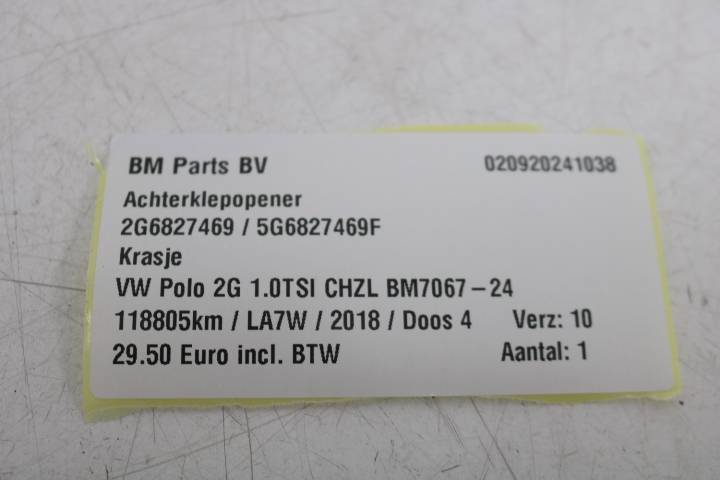 BM Parts BV 020920241038
Achterklepopener
2G6827469 / 5G6827469F
Krasje
VW Polo 2G 1.0TSI CHZL BM7067-24
118805km / LA7W / 2018 / Doos 4 Verz: 10
29.50 Euro incl. BTW Aantal: 1